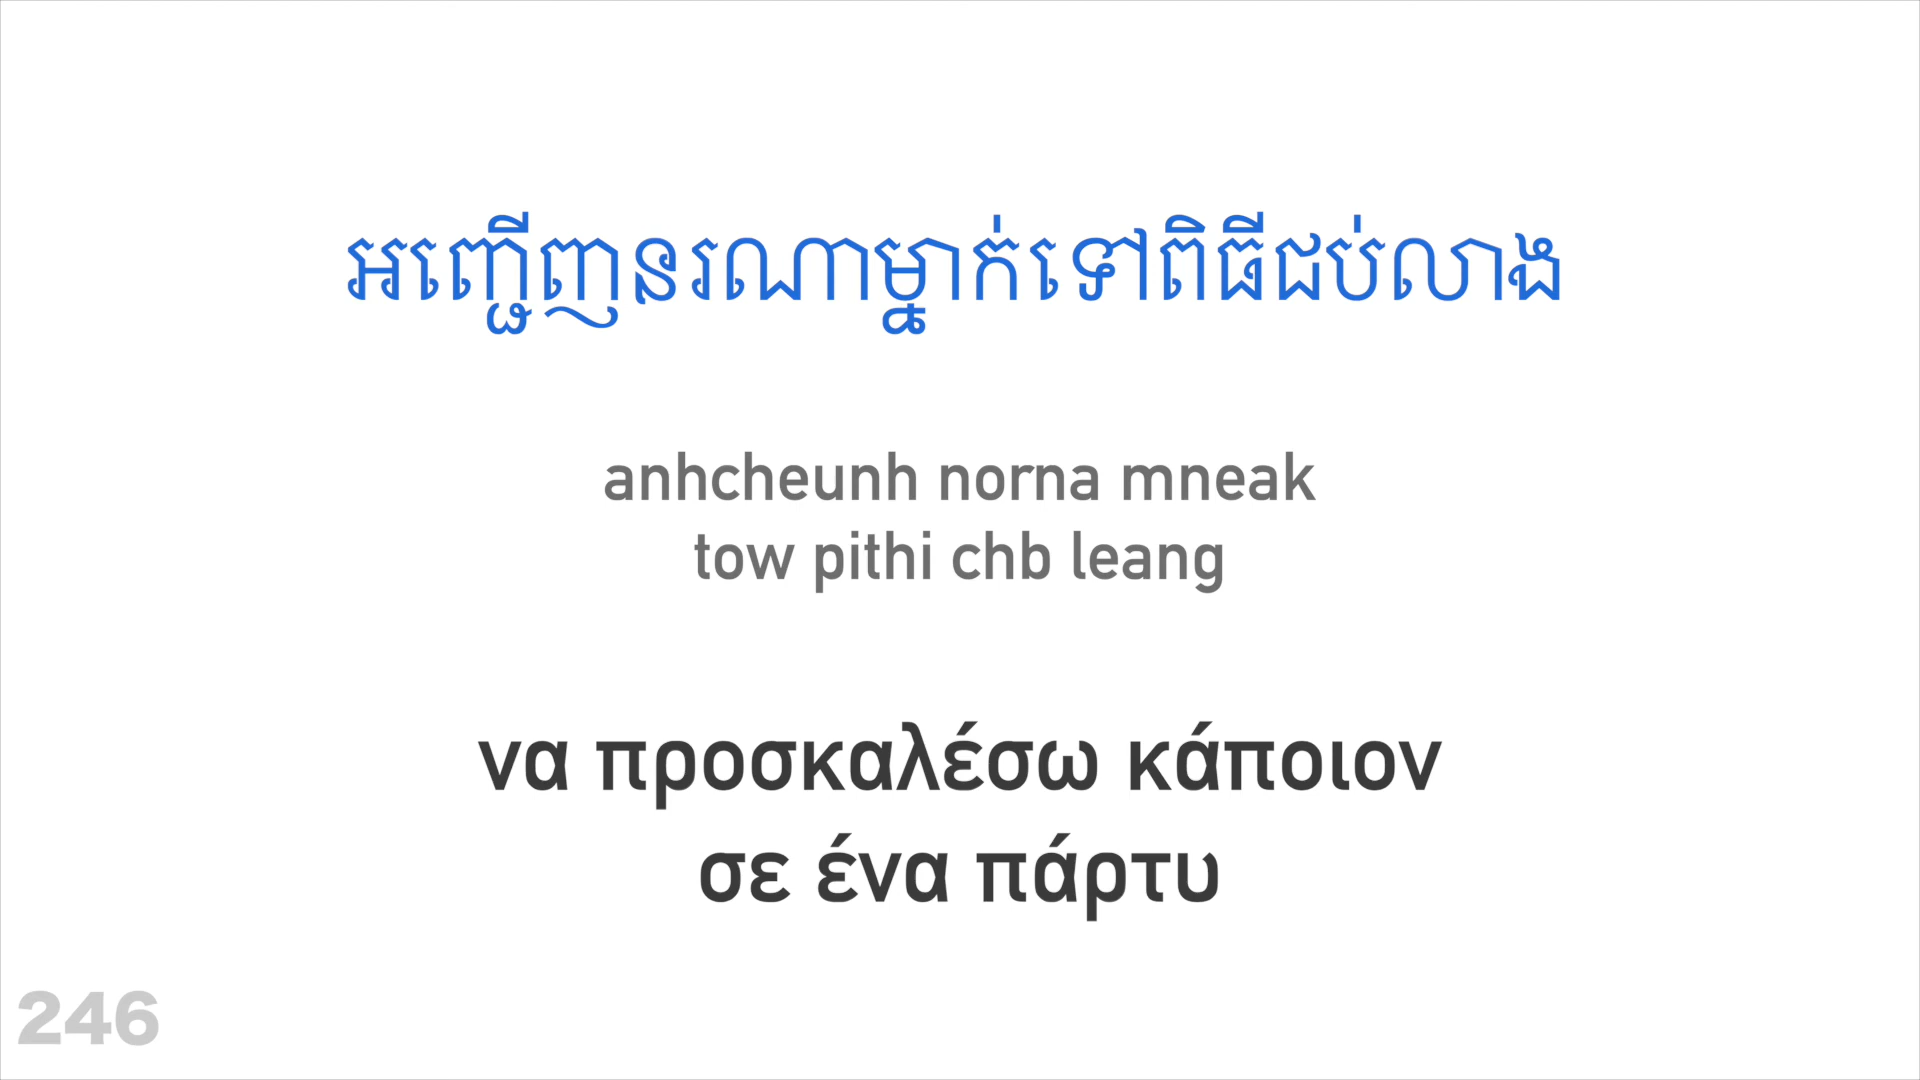 អញ្ជើញនរណាម្នាក់ទៅពិធីជប់លាង
anhcheunh norna mneak
tow pithi chb leang
να προσκαλέσω κάποιον
σε ένα πάρτυ
246